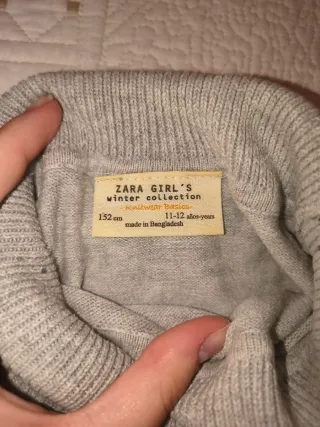 ZARA GIRL´S
winter collection
-Knitwear Basics-
152 cm 11-12 años-years
made in Bangladesh